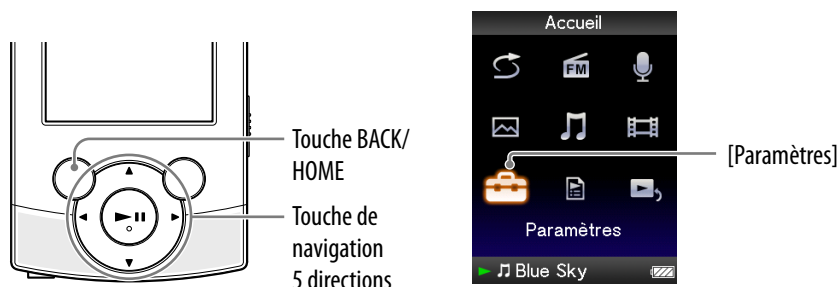 Touche BACK/
HOME
Touche de
navigation
5 directions
Accueil
FM
Paramètres
Blue Sky
[Paramètres]